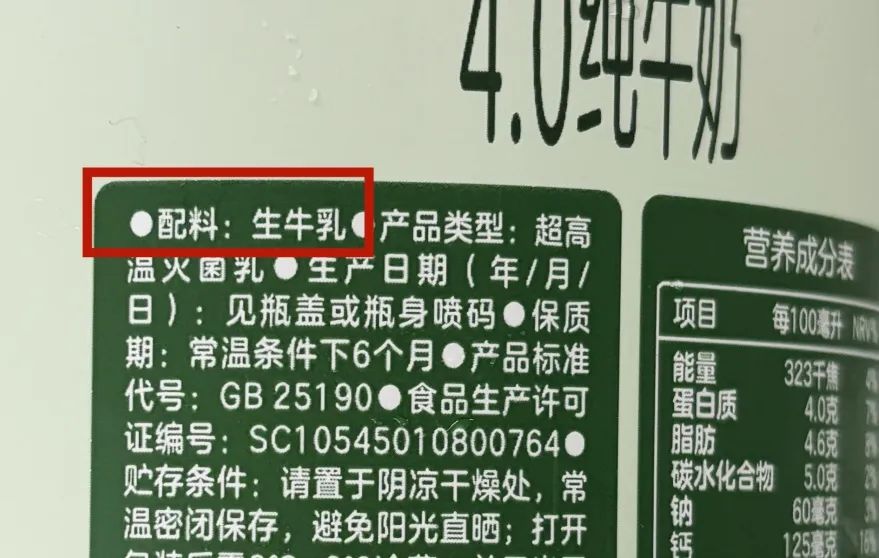 4.0纯牛奶
●配料：生牛乳●产品类型：超高
温灭菌乳●生产日期（年/月/
日）：见瓶盖或瓶身喷码●保质
期：常温条件下6个月●产品标准
代号：GB 25190●食品生产许可
证编号：SC10545010800764●
贮存条件：请置于阴凉干燥处，常
温密闭保存，避免阳光直晒；打开
营养成分表
项目 每100毫升 NRV%
能量 323千焦 4%
蛋白质 4.0克 7%
脂肪 4.6克 8%
碳水化合物 5.0克 2%
钠 60毫克 3%
钙 125毫克 16%